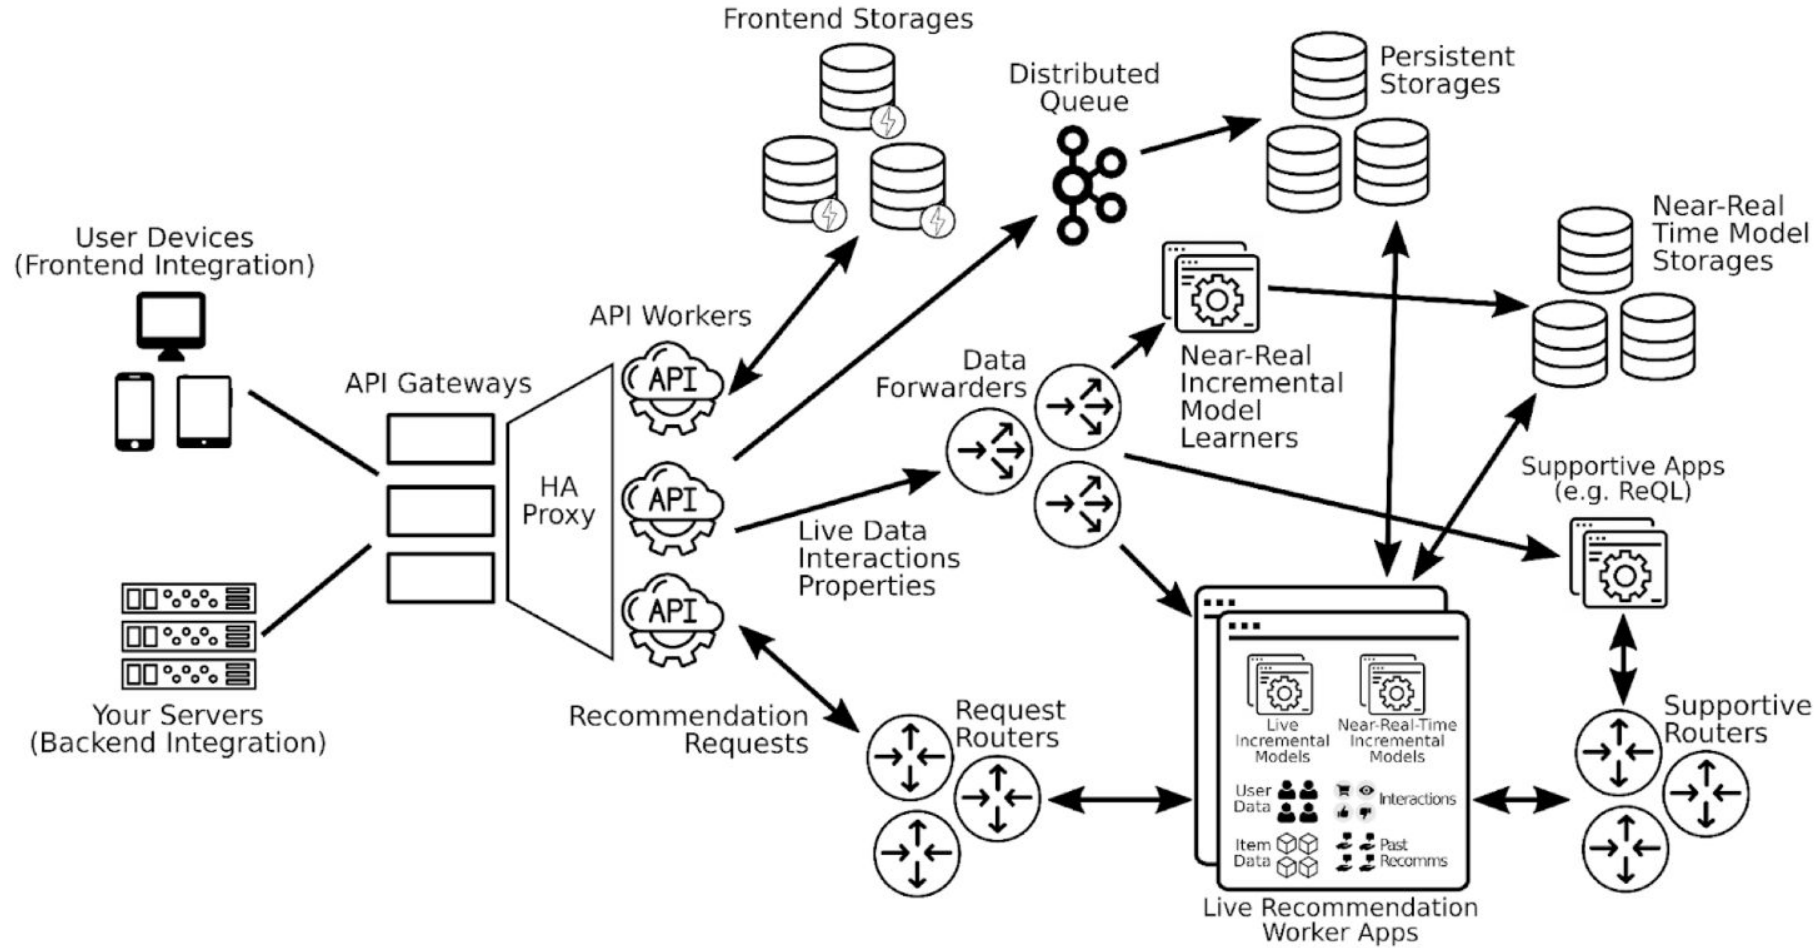 Frontend Storages
Distributed
Queue
Persistent
Storages
Near-Real
Time Model
Storages
User Devices
(Frontend Integration)
API Gateways
HA
Proxy
API Workers
API
API
API
Your Servers
(Backend Integration)
Data
Forwarders
Near-Real
Incremental
Model
Learners
Live Data
Interactions
Properties
Supportive Apps
(e.g. ReQL)
Recommendation
Requests
Request
Routers
Supportive
Routers
Live
Incremental
Models
Near-Real-Time
Incremental
Models
User
Data
Interactions
Item
Data
Past
Recomms
Live Recommendation
Worker Apps